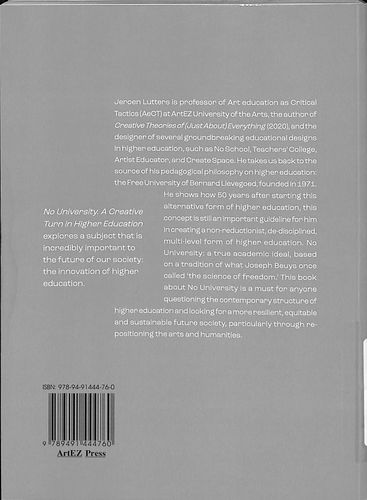 Jeroen Lutters is professor of Art education as Critical
Tactics (AeCT) at ArtEZ University of the Arts, the author of
Creative Theories of (Just About) Everything (2020), and the
designer of several groundbreaking educational designs
in higher education, such as No School, Teachers' College,
Artist Educator, and Create Space. He takes us back to the
source of his pedagogical philosophy on higher education:
the Free University of Bernard Lievegoed, founded in 1971.
He shows how 50 years after starting this
alternative form of higher education, this
concept is still an important guideline for him
in creating a non-reductionist, de-disciplined,
multi-level form of higher education. No
University: a true academic ideal, based
on a tradition of what Joseph Beuys once
called 'the science of freedom.' This book
about No University is a must for anyone
questioning the contemporary structure of
higher education and looking for a more resilient, equitable
and sustainable future society, particularly through re-
positioning the arts and humanities.
No University. A Creative
Turn in Higher Education
explores a subject that is
incredibly important to
the future of our society:
the innovation of higher
education.
ISBN: 978-94-91444-76-0
9 789491 444760
ArtEZ Press